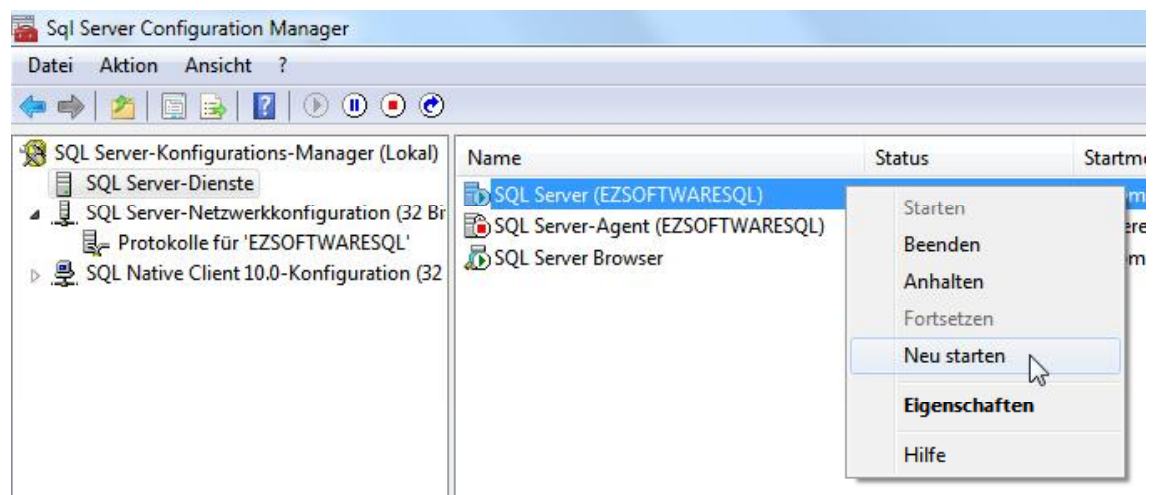 Sql Server Configuration Manager
Datei Aktion Ansicht ?
SQL Server-Konfigurations-Manager (Lokal)
SQL Server-Dienste
SQL Server-Netzwerkkonfiguration (32 Bi
Protokolle für 'EZSOFTWARESQL'
SQL Native Client 10.0-Konfiguration (32
Name Status Startm
SQL Server (EZSOFTWARESQL)
SQL Server-Agent (EZSOFTWARESQL)
SQL Server Browser
Starten
Beenden
Anhalten
Fortsetzen
Neu starten
Eigenschaften
Hilfe